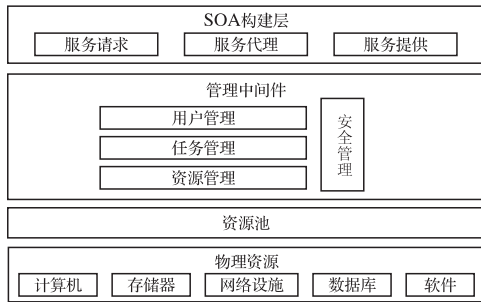 SOA构建层
服务请求 服务代理 服务提供
管理中间件
用户管理
任务管理
资源管理
安全管理
资源池
物理资源
计算机 存储器 网络设施 数据库 软件